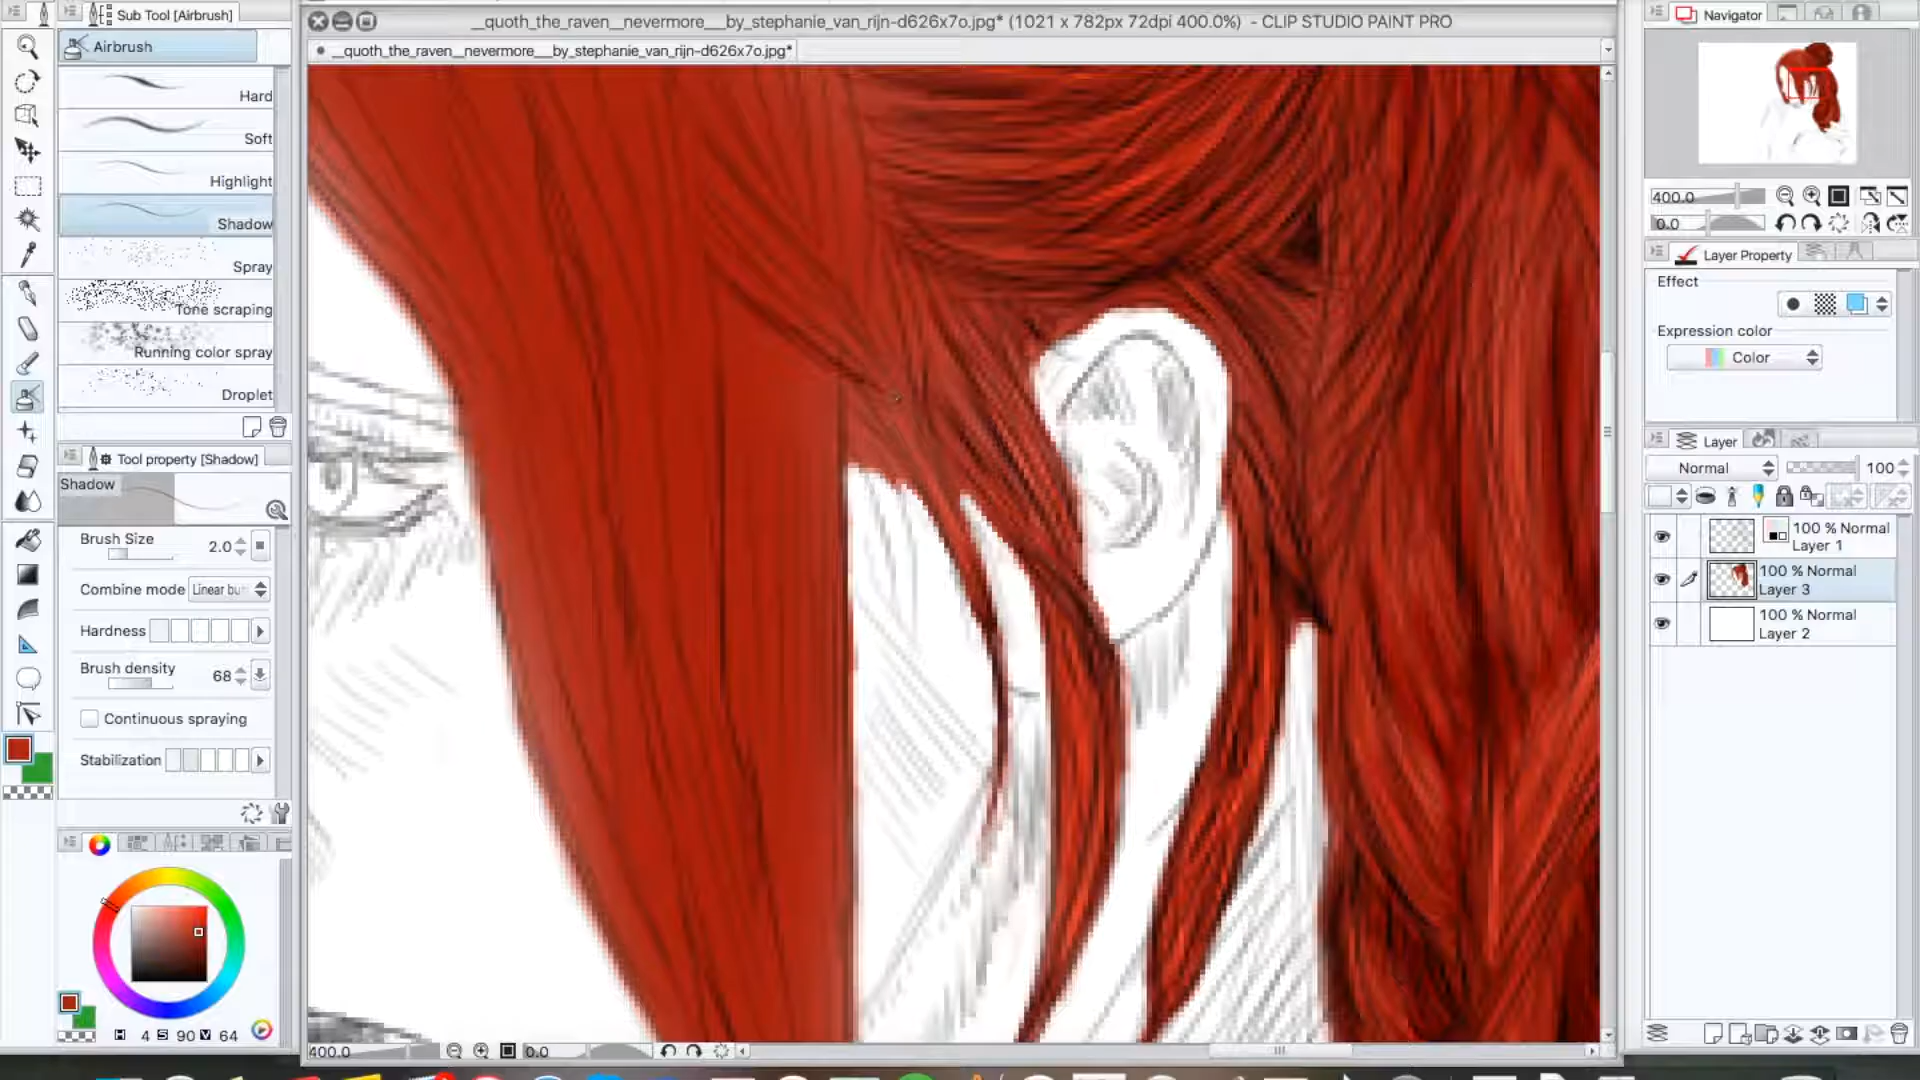 Sub Tool [Airbrush]
Airbrush
Hard
Soft
Highlight
Shadow
Spray
Tone scraping
Running color spray
Droplet
Tool property [Shadow]
Shadow
Brush Size 2.0
Combine mode Linear bu
Hardness
Brush density 68
Continuous spraying
Stabilization
H 4 S 90 V 64
__quoth_the_raven__nevermore___by_stephanie_van_rijn-d626x7o.jpg* (1021 x 782px 72dpi 400.0%) - CLIP STUDIO PAINT PRO
__quoth_the_raven__nevermore___by_stephanie_van_rijn-d626x7o.jpg*
400.0 0.0
Navigator
400.0
0.0
Layer Property
Effect
Expression color
Color
Layer
Normal 100
100 % Normal
Layer 1
100 % Normal
Layer 3
100 % Normal
Layer 2